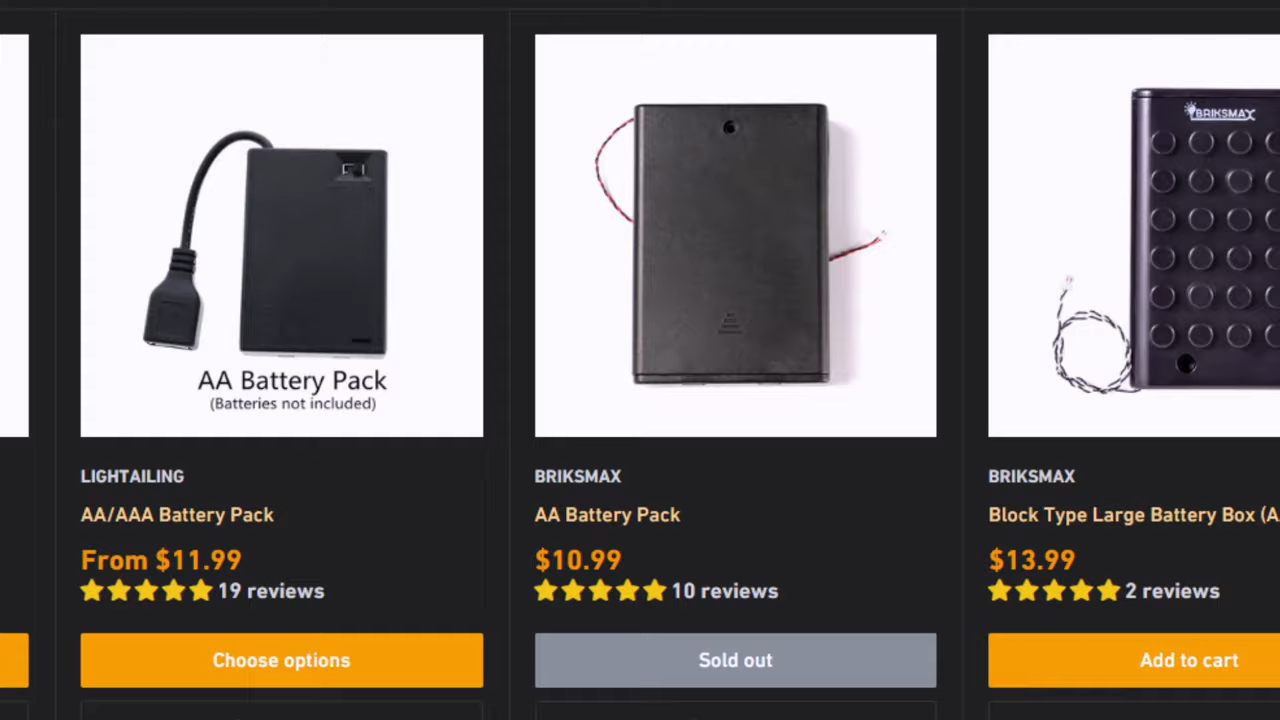 AA Battery Pack
(Batteries not included)
LIGHTAILING
AA/AAA Battery Pack
From $11.99
19 reviews
Choose options
BRIKSMAX
AA Battery Pack
$10.99
10 reviews
Sold out
BRIKSMAX
BRIKSMAX
Block Type Large Battery Box (A
$13.99
2 reviews
Add to cart